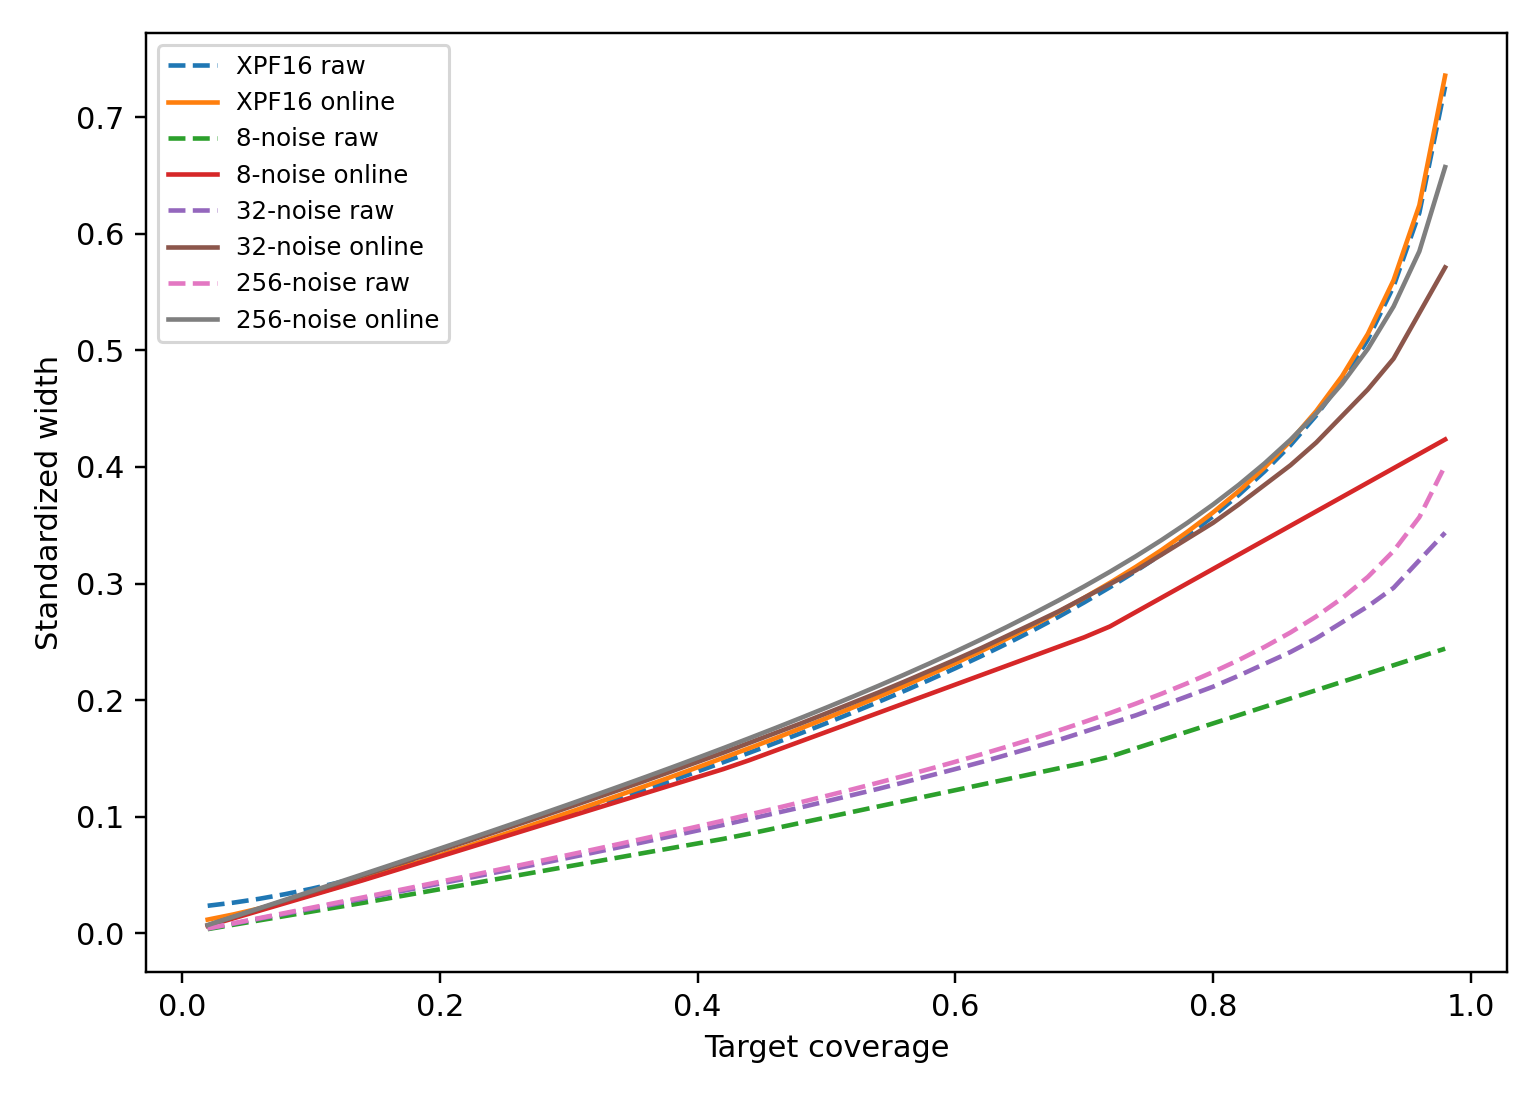 XPF16 raw
XPF16 online
8-noise raw
8-noise online
32-noise raw
32-noise online
256-noise raw
256-noise online
Standardized width
0.7
0.6
0.5
0.4
0.3
0.2
0.1
0.0
0.0 0.2 0.4 0.6 0.8 1.0
Target coverage